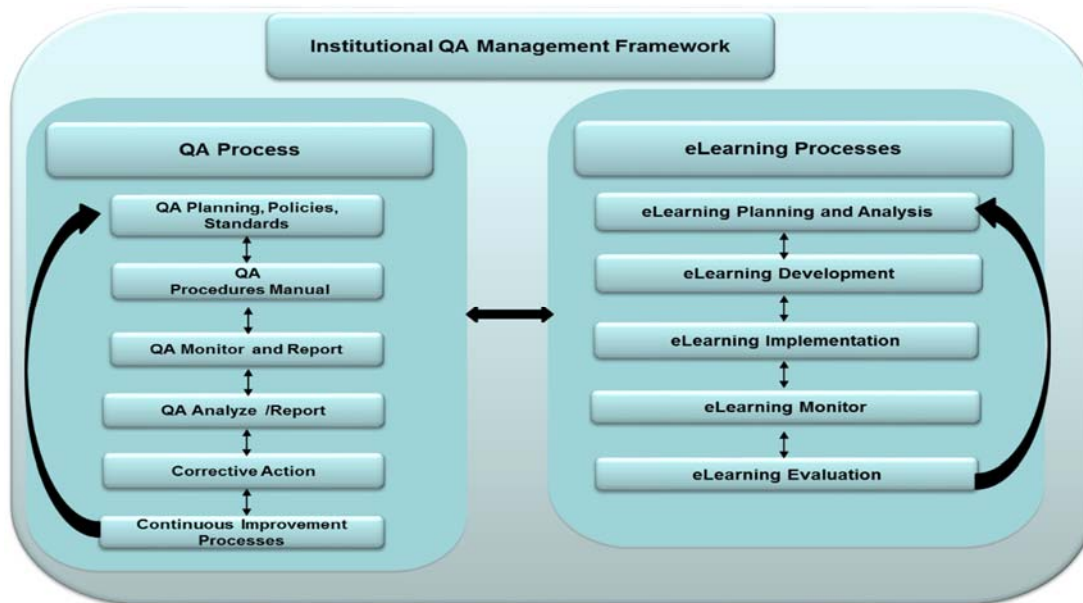 Institutional QA Management Framework
QA Process
QA Planning, Policies,
Standards
QA
Procedures Manual
QA Monitor and Report
QA Analyze /Report
Corrective Action
Continuous Improvement
Processes
eLearning Processes
eLearning Planning and Analysis
eLearning Development
eLearning Implementation
eLearning Monitor
eLearning Evaluation